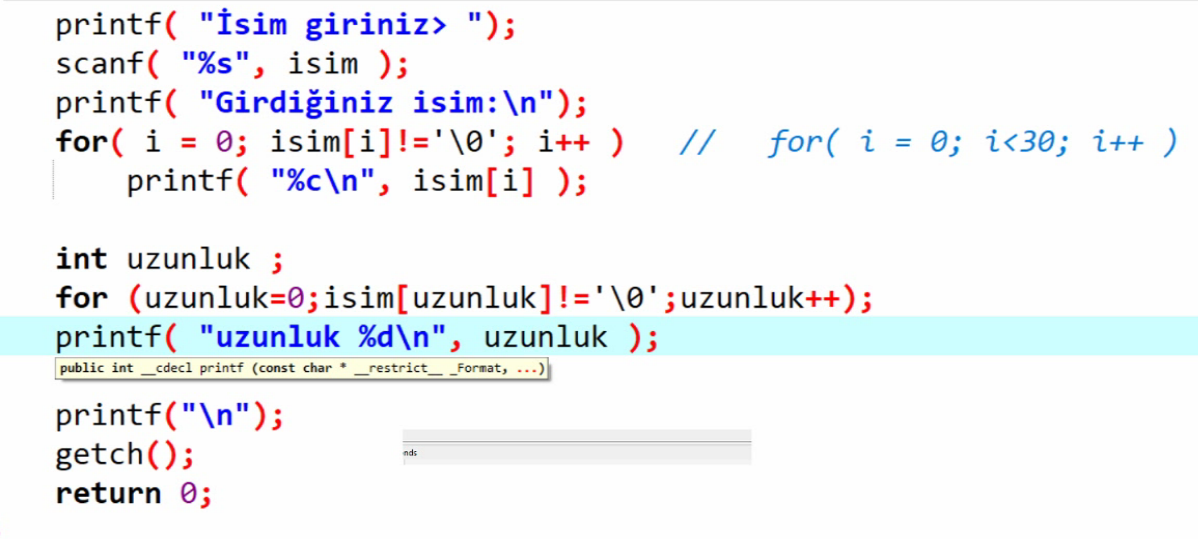 printf( "İsim giriniz> ");
scanf( "%s", isim );
printf( "Girdiğiniz isim:\n");
for( i = 0; isim[i]!='\0'; i++ )   //   for( i = 0; i<30; i++ )
printf( "%c\n", isim[i] );
int uzunluk ;
for (uzunluk=0;isim[uzunluk]!='\0';uzunluk++);
printf( "uzunluk %d\n", uzunluk );
public int __cdecl printf (const char * __restrict__ _Format, ...)
printf("\n");
getch();
nds
return 0;